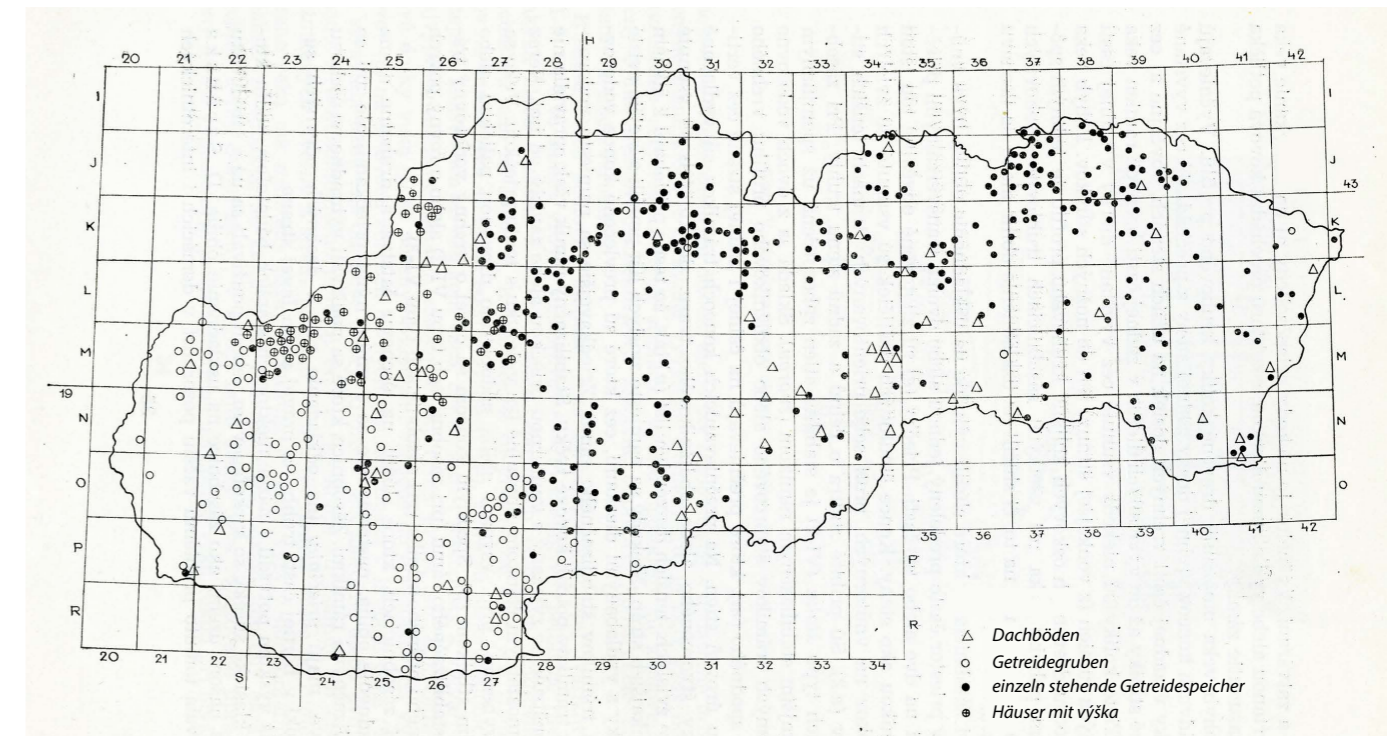 H
20 21 22 23 24 25 26 27 28 29 30 31 32 33 34 35 36 37 38 39 40 41 42
I I
J J
43
K K
L L
M M
19
N N
O O
P
35 36 37 38 39 40 41 42
P
R R
20 21 22 23 24 25 26 27 28 29 30 31 32 33 34
S
Dachböden
Getreidegruben
einzeln stehende Getreidespeicher
Häuser mit výška